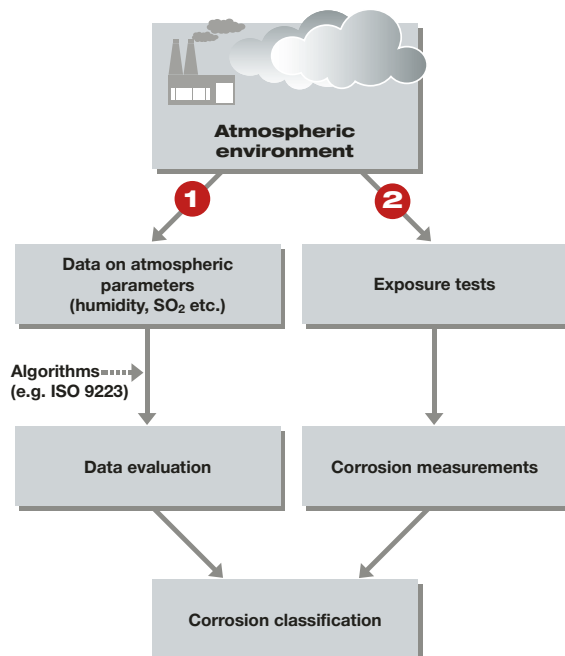 Atmospheric
environment
1
2
Data on atmospheric
parameters
(humidity, SO₂ etc.)
Exposure tests
Algorithms
(e.g. ISO 9223)
Data evaluation
Corrosion measurements
Corrosion classification